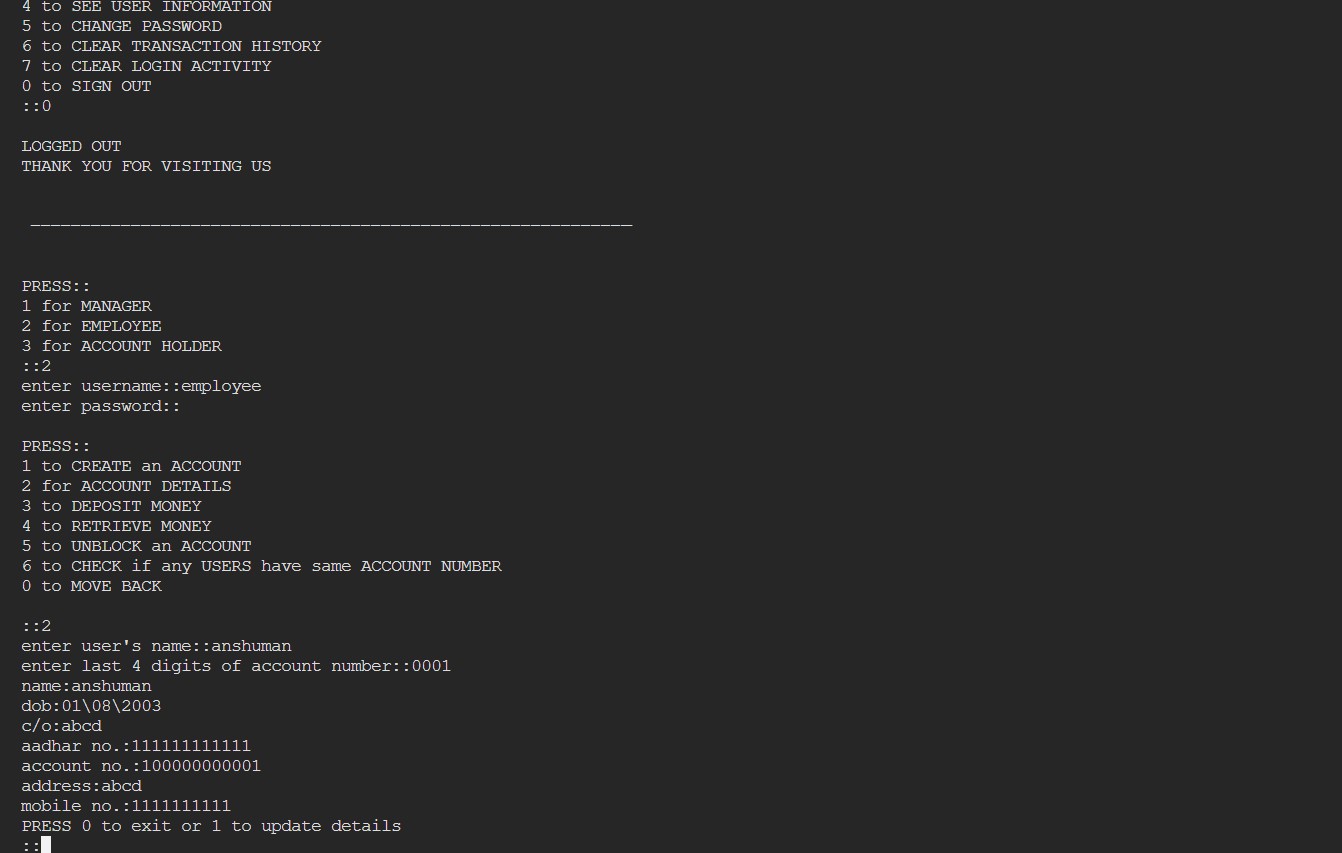 4 to SEE USER INFORMATION
5 to CHANGE PASSWORD
6 to CLEAR TRANSACTION HISTORY
7 to CLEAR LOGIN ACTIVITY
0 to SIGN OUT
::0
LOGGED OUT
THANK YOU FOR VISITING US
____________________________________________________________
PRESS::
1 for MANAGER
2 for EMPLOYEE
3 for ACCOUNT HOLDER
::2
enter username::employee
enter password::
PRESS::
1 to CREATE an ACCOUNT
2 for ACCOUNT DETAILS
3 to DEPOSIT MONEY
4 to RETRIEVE MONEY
5 to UNBLOCK an ACCOUNT
6 to CHECK if any USERS have same ACCOUNT NUMBER
0 to MOVE BACK
::2
enter user's name::anshuman
enter last 4 digits of account number::0001
name:anshuman
dob:01\08\2003
c/o:abcd
aadhar no.:111111111111
account no.:100000000001
address:abcd
mobile no.:1111111111
PRESS 0 to exit or 1 to update details
::